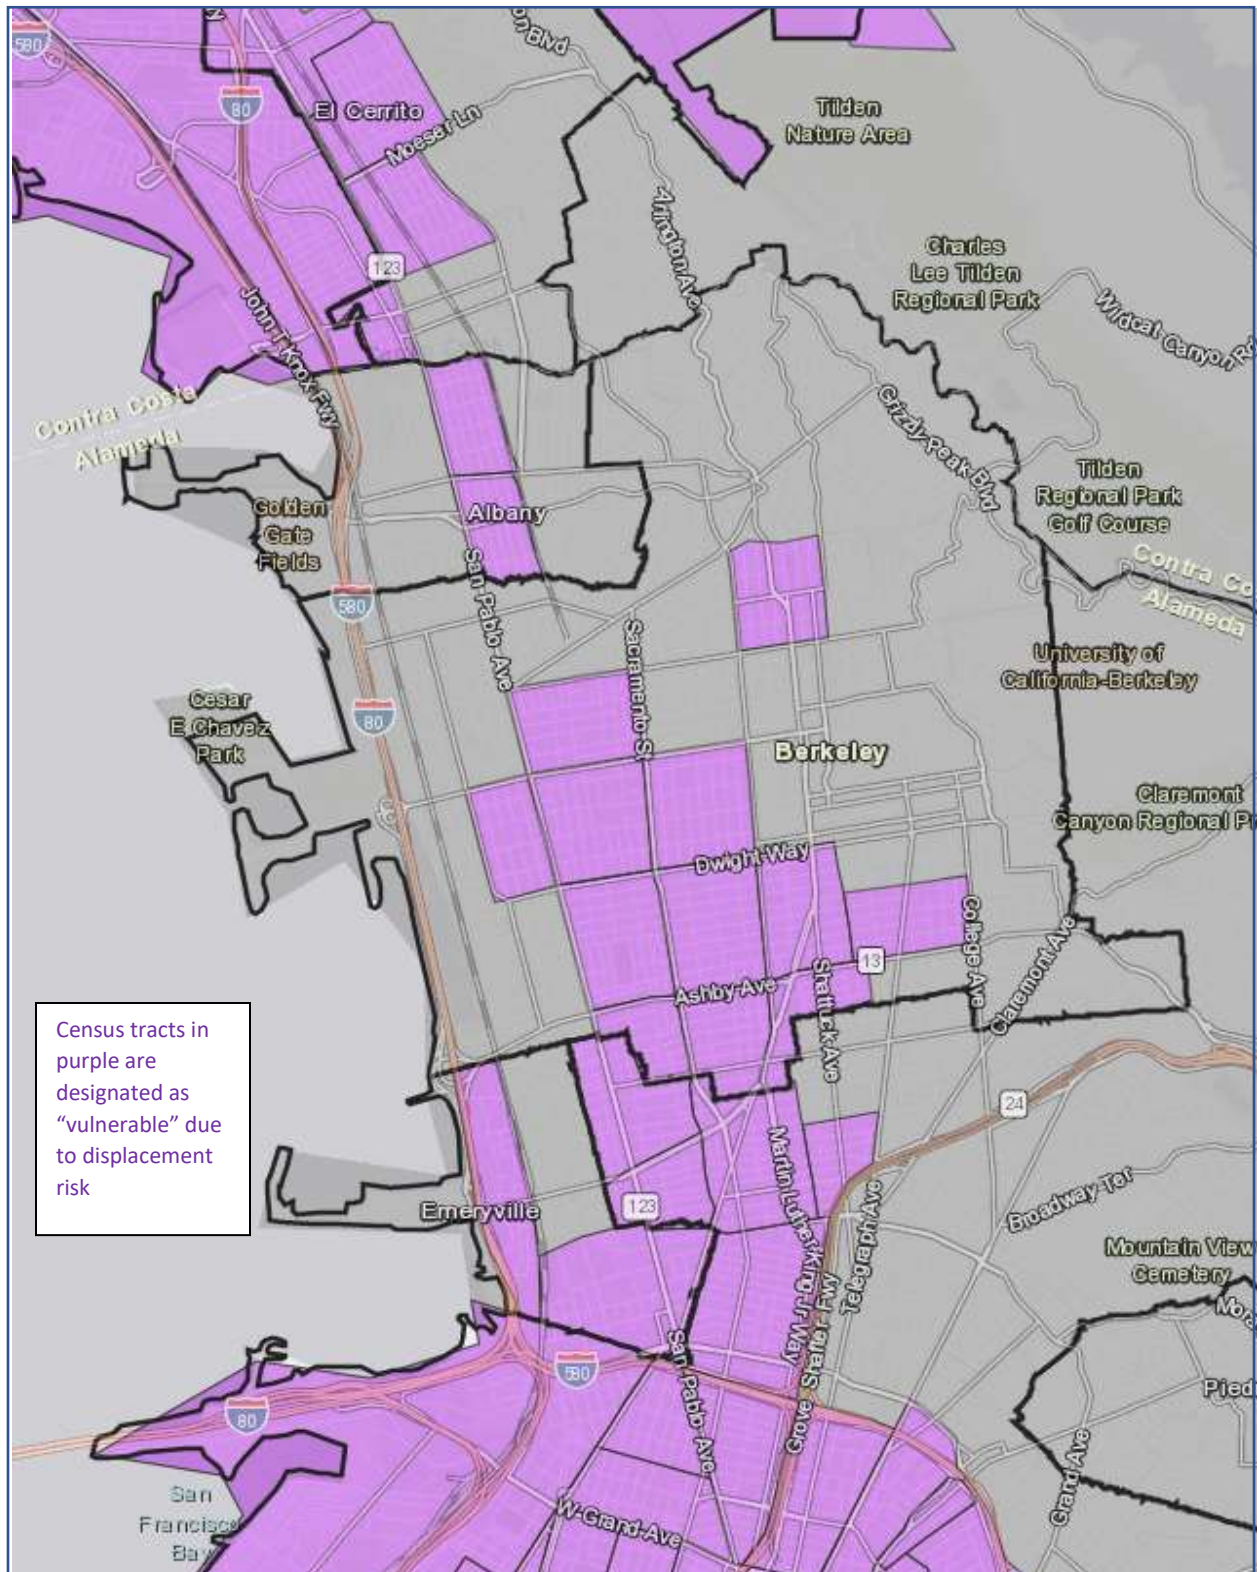 580
80
El Cerrito
Moeser Ln
on Blvd
Tilden
Nature Area
Arlington Ave
123
Charles
Lee Tilden
Regional Park
Wildcat Canyon Rd
John T Knox Fwy
Contra Costa
Alameda
Grizzly Peak Blvd
Golden
Gate
Fields
Albany
Tilden
Regional Park
Golf Course
Contra Co
Alameda
580
San Pablo Ave
Sacramento St
University of
California-Berkeley
Cesar
E Chavez
Park
80
Berkeley
Claremont
Canyon Regional Pr
Dwight Way
College Ave
Claremont Ave
13
Shattuck Ave
Ashby Ave
Census tracts in
purple are
designated as
“vulnerable” due
to displacement
risk
24
Martin Luther King Jr Way
Emeryville
123
Telegraph Ave
Broadway Ter
Mountain View
Cemetery
Mora
Grove Shafter Fwy
San Pablo Ave
580
80
Pied
Grand Ave
San
Francisco
Bay
W Grand Ave